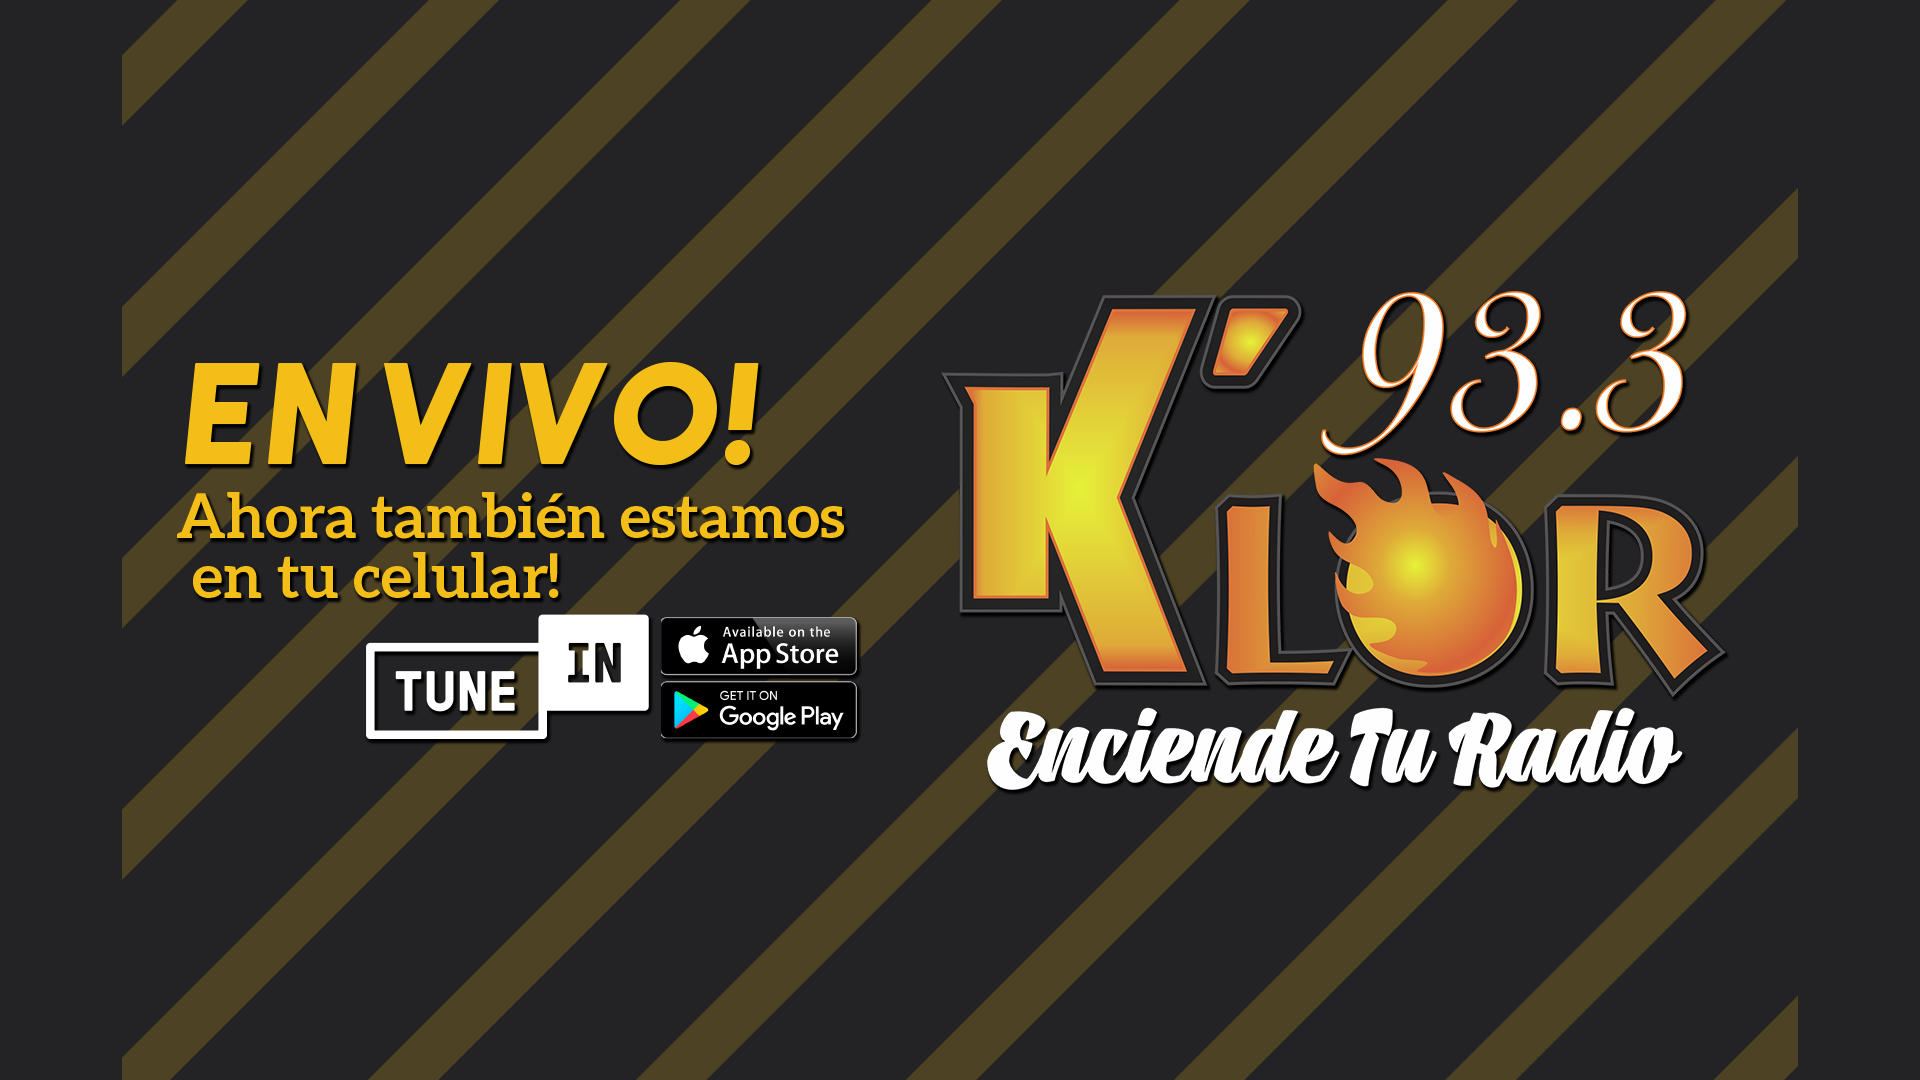 EN VIVO!
Ahora también estamos
en tu celular!
TUNE IN
Available on the
App Store
GET IT ON
Google Play
93.3
K'LOR
Enciende Tu Radio